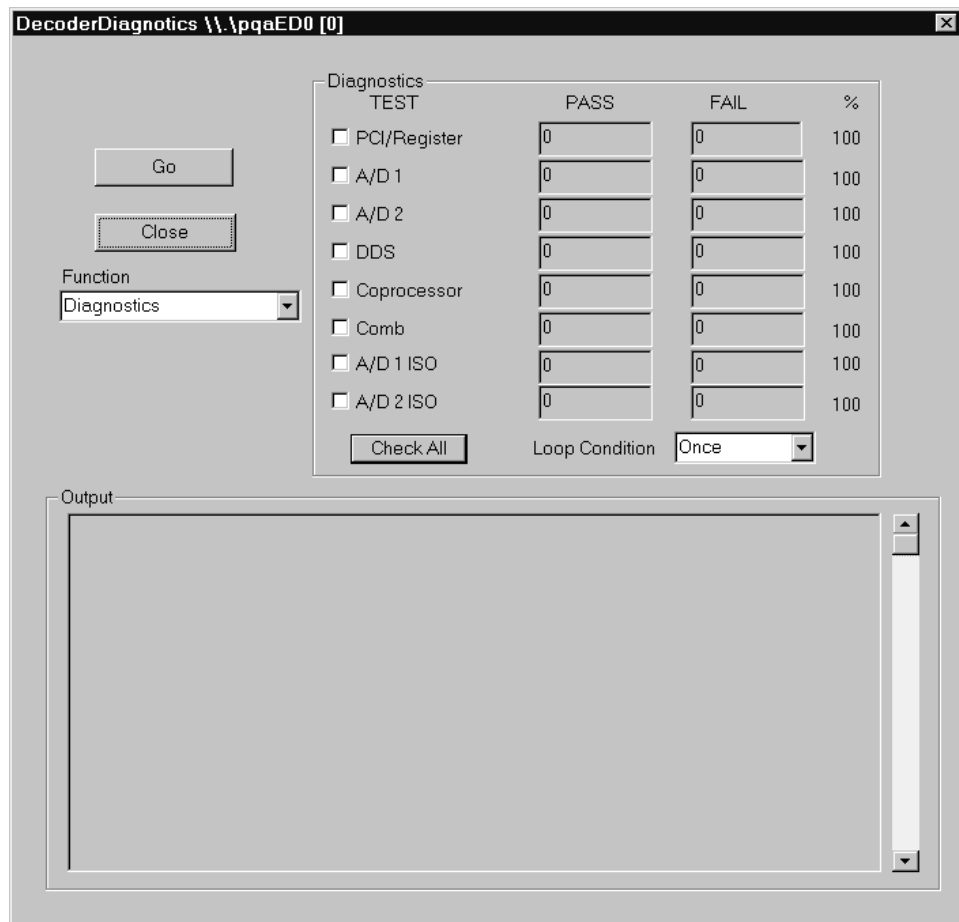 DecoderDiagnotics \\.\pqaED0 [0]
Diagnostics
TEST PASS FAIL %
PCI/Register 0 0 100
A/D 1 0 0 100
A/D 2 0 0 100
DDS 0 0 100
Coprocessor 0 0 100
Comb 0 0 100
A/D 1 ISO 0 0 100
A/D 2 ISO 0 0 100
Check All Loop Condition Once
Go
Close
Function
Diagnostics
Output